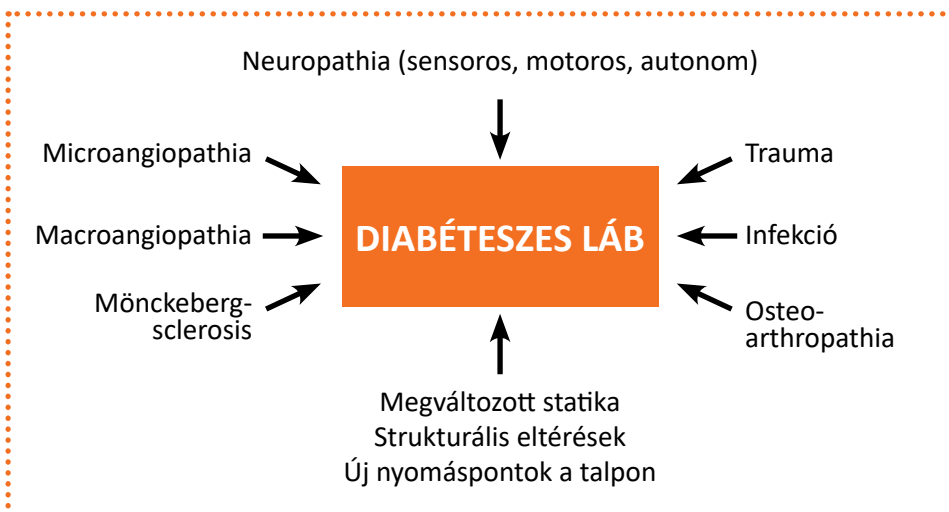 Neuropathia (sensoros, motoros, autonom)
Microangiopathia
Trauma
Macroangiopathia
DIABÉTESZES LÁB
Infekció
Mönckeberg-
sclerosis
Osteo-
arthropathia
Megváltozott statika
Strukturális eltérések
Új nyomáspontok a talpon